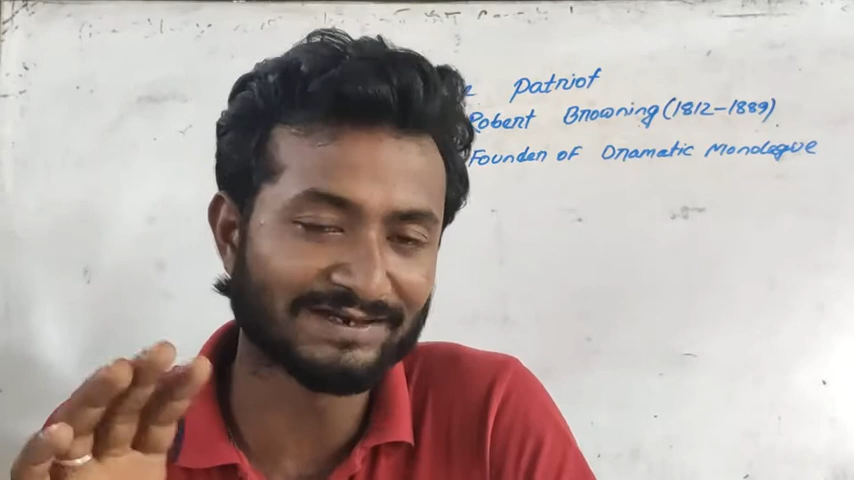 e Patriot
Robert Browning (1812-1889)
Founder of Dramatic Monologue